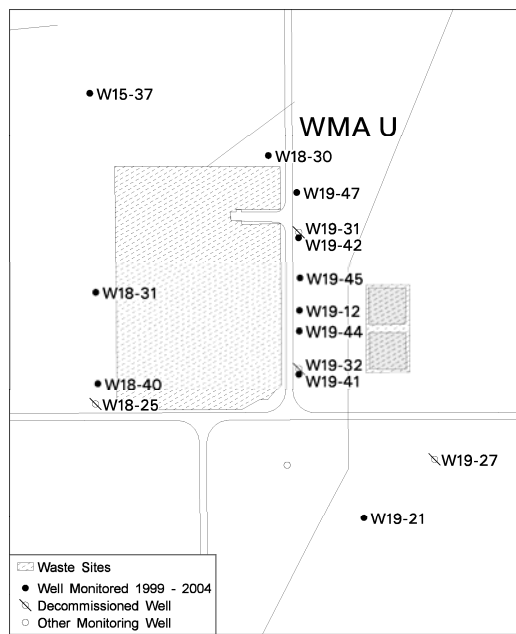 W15-37
WMA U
W18-30
W19-47
W19-31
W19-42
W19-45
W18-31
W19-12
W19-44
W19-32
W19-41
W18-40
W18-25
W19-27
W19-21
Waste Sites
Well Monitored 1999 - 2004
Decommissioned Well
Other Monitoring Well